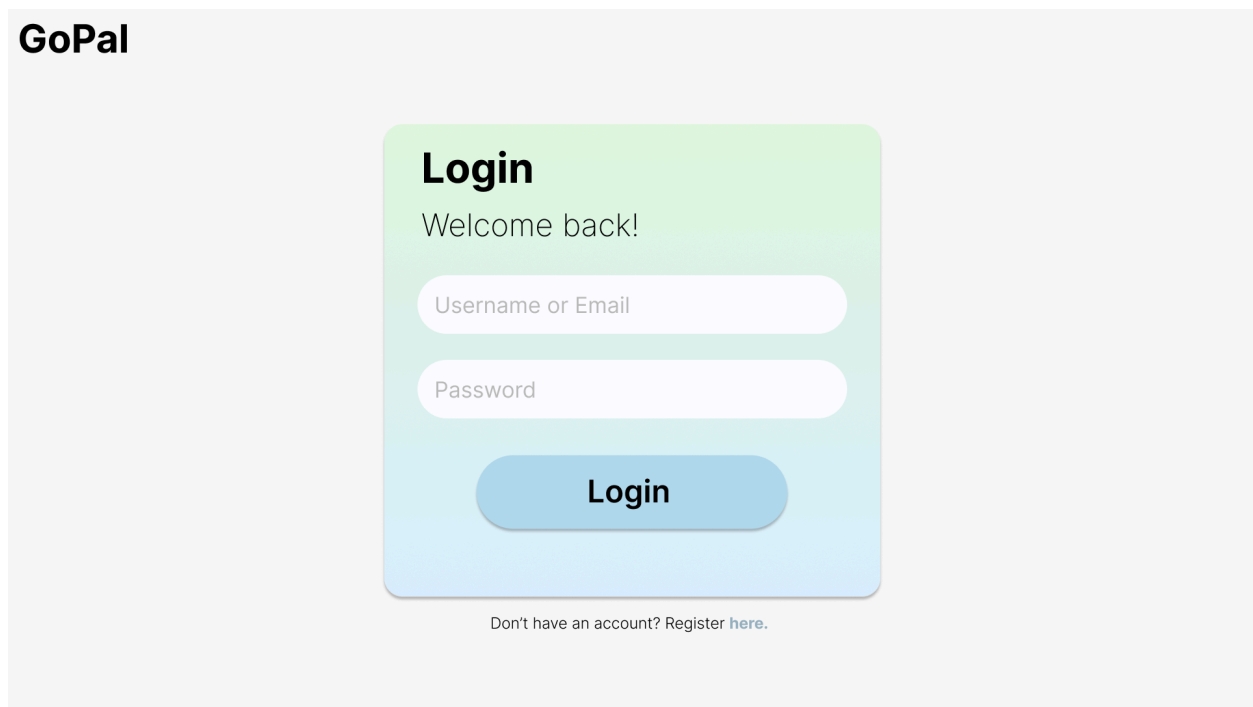 GoPal
Login
Welcome back!
Username or Email
Password
Login
Don’t have an account? Register here.